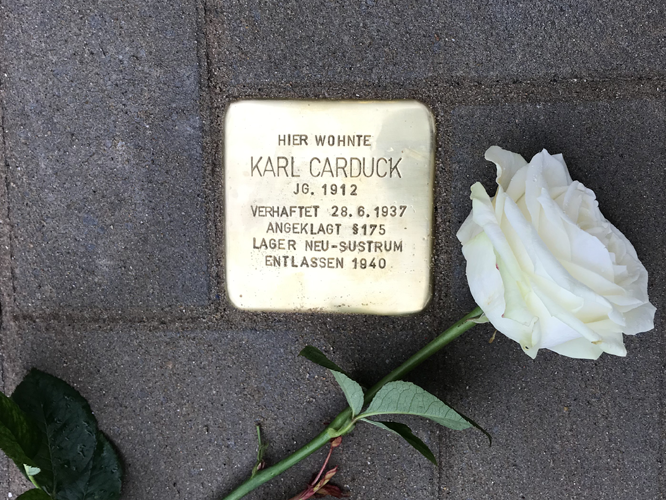 HIER WOHNTE
KARL CARDUCK
JG. 1912
VERHAFTET 28.6.1937
ANGEKLAGT §175
LAGER NEU-SUSTRUM
ENTLASSEN 1940